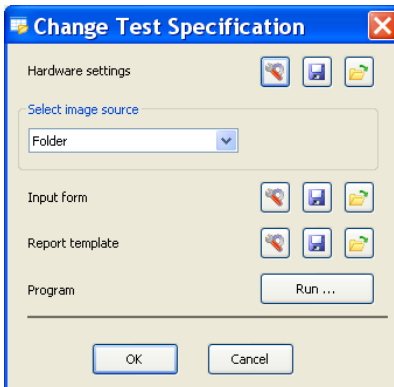 Change Test Specification
Hardware settings
Select image source
Folder
Input form
Report template
Program
Run ...
OK
Cancel